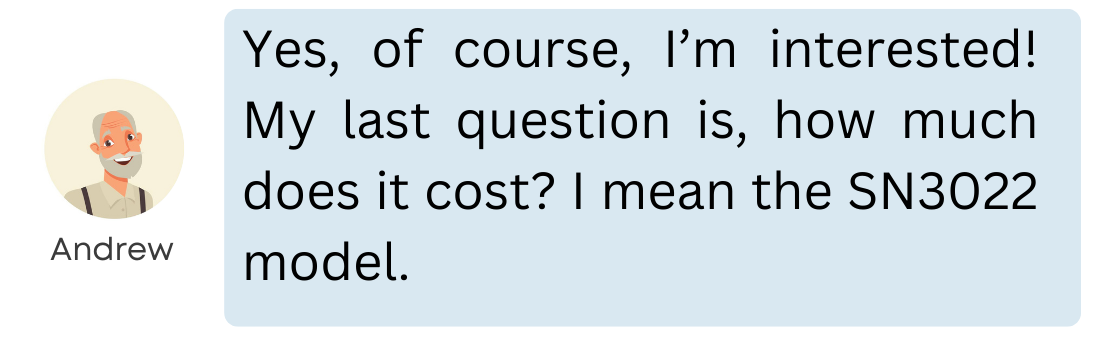 Yes, of course, I’m interested!
My last question is, how much
does it cost? I mean the SN3022
model.
Andrew